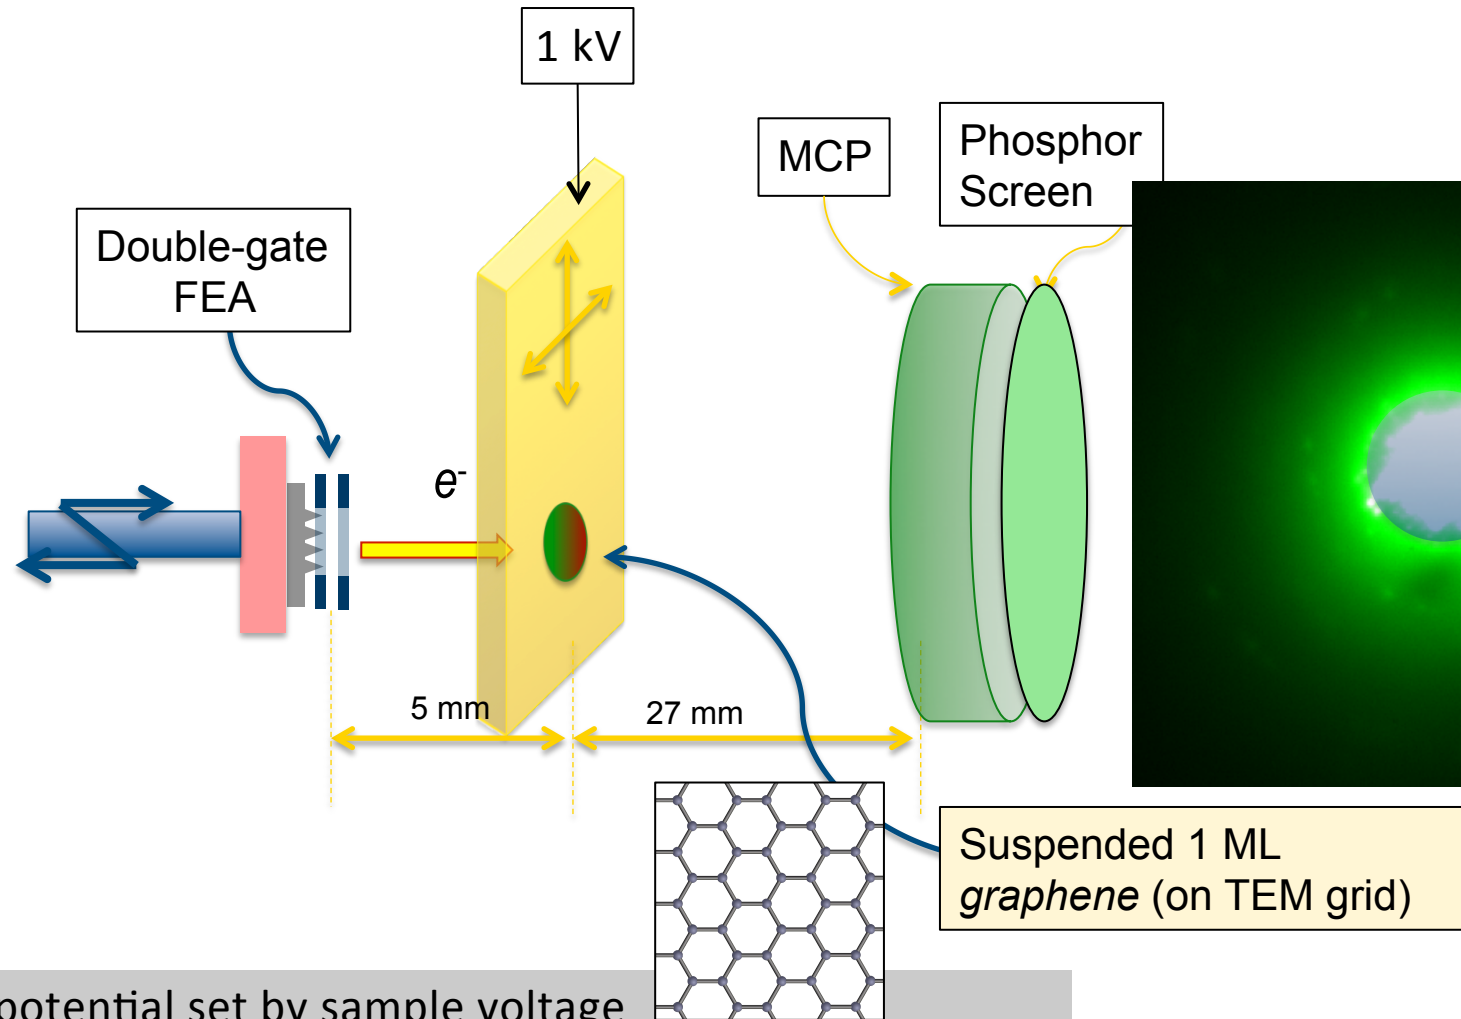 1 kV
MCP
Phosphor
Screen
Double-gate
FEA
e-
5 mm
27 mm
Suspended 1 ML
graphene (on TEM grid)
potential set by sample voltage